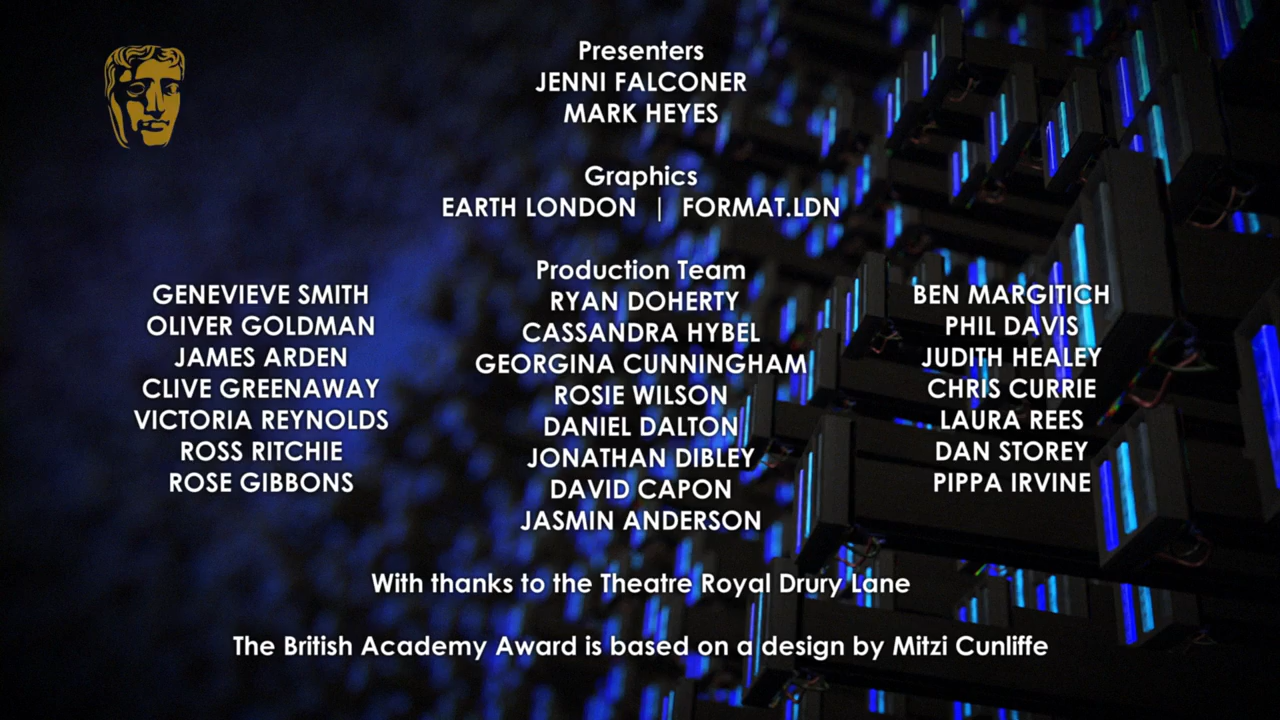 Presenters
JENNI FALCONER
MARK HEYES
Graphics
EARTH LONDON | FORMAT.LDN
Production Team
GENEVIEVE SMITH
OLIVER GOLDMAN
JAMES ARDEN
CLIVE GREENAWAY
VICTORIA REYNOLDS
ROSS RITCHIE
ROSE GIBBONS
RYAN DOHERTY
CASSANDRA HYBEL
GEORGINA CUNNINGHAM
ROSIE WILSON
DANIEL DALTON
JONATHAN DIBLEY
DAVID CAPON
JASMIN ANDERSON
BEN MARGITICH
PHIL DAVIS
JUDITH HEALEY
CHRIS CURRIE
LAURA REES
DAN STOREY
PIPPA IRVINE
With thanks to the Theatre Royal Drury Lane
The British Academy Award is based on a design by Mitzi Cunliffe